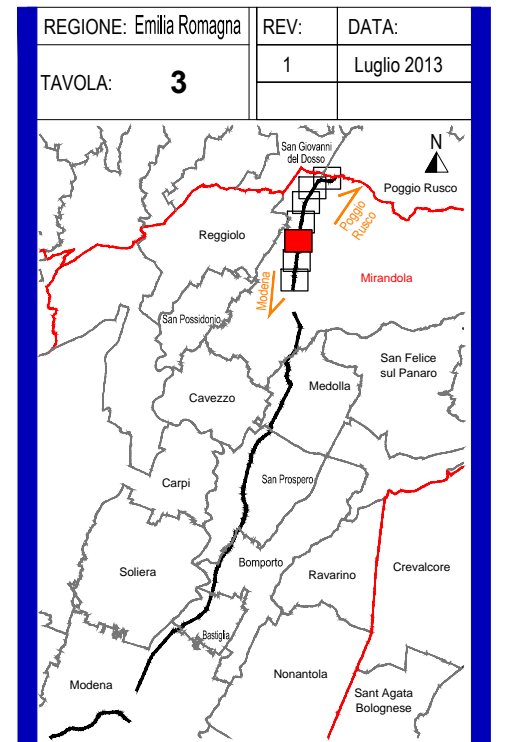 REGIONE: Emilia Romagna
REV:
DATA:
TAVOLA: 3
1
Luglio 2013
San Giovanni
del Dosso
N
Poggio Rusco
Poggio
Rusco
Reggiolo
Mirandola
Modena
San Possidonio
San Felice
sul Panaro
Medolla
Cavezzo
Carpi
San Prospero
Bomporto
Soliera
Ravarino
Crevalcore
Bastiglia
Nonantola
Modena
Sant Agata
Bolognese